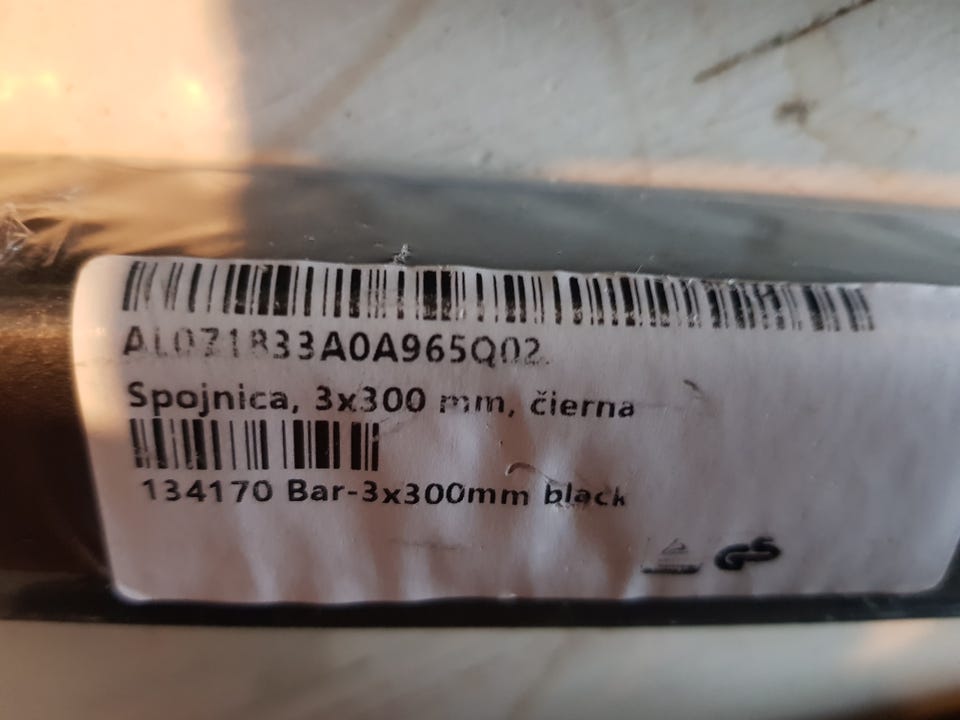 AL071833A0A965Q02
Spojnica, 3x300 mm, čierna
134170 Bar-3x300mm black
GS